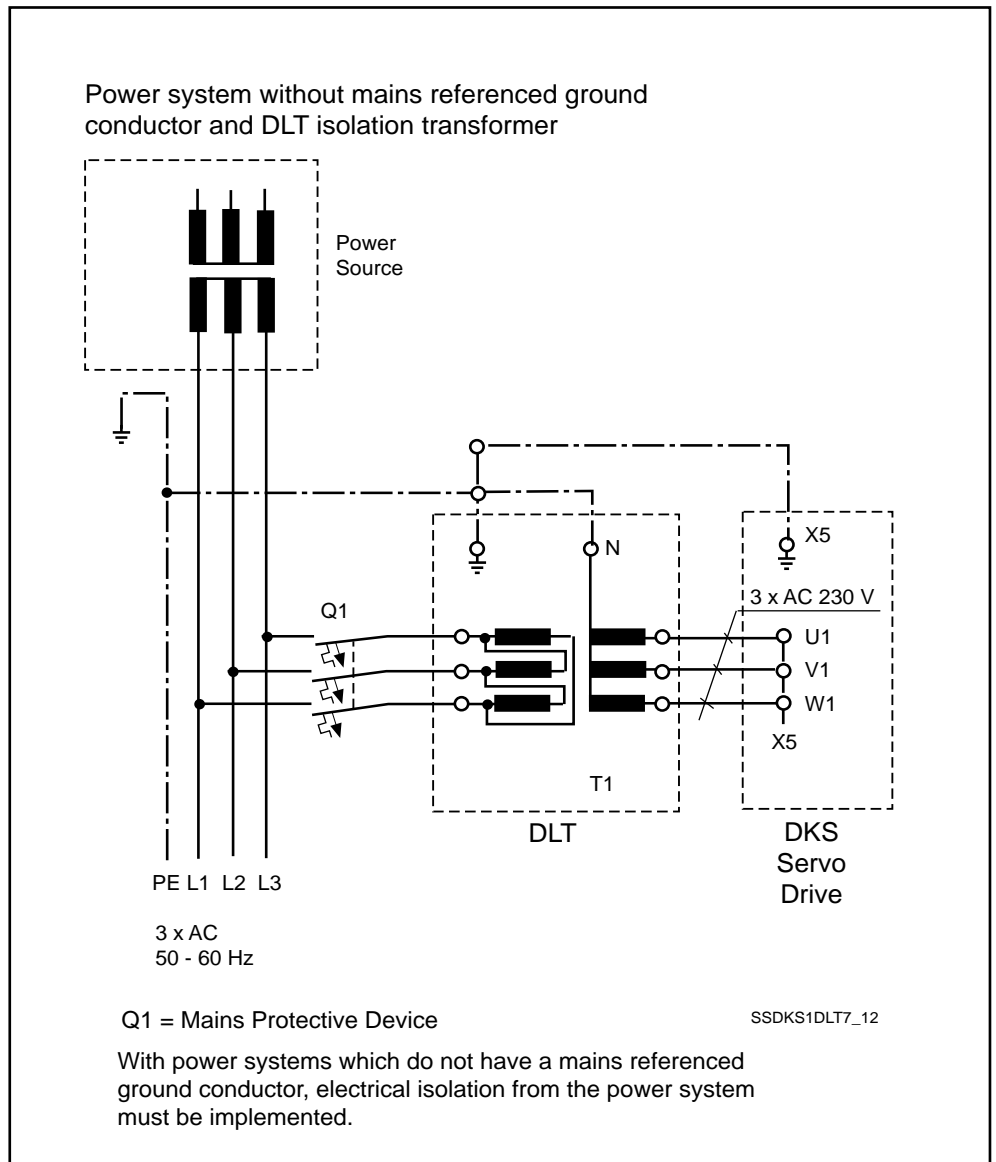 Power system without mains referenced ground
conductor and DLT isolation transformer
Power
Source
X5
N
3 x AC 230 V
Q1
U1
V1
W1
X5
T1
DLT
DKS
Servo
Drive
PE L1 L2 L3
3 x AC
50 - 60 Hz
Q1 = Mains Protective Device
SSDKS1DLT7_12
With power systems which do not have a mains referenced
ground conductor, electrical isolation from the power system
must be implemented.